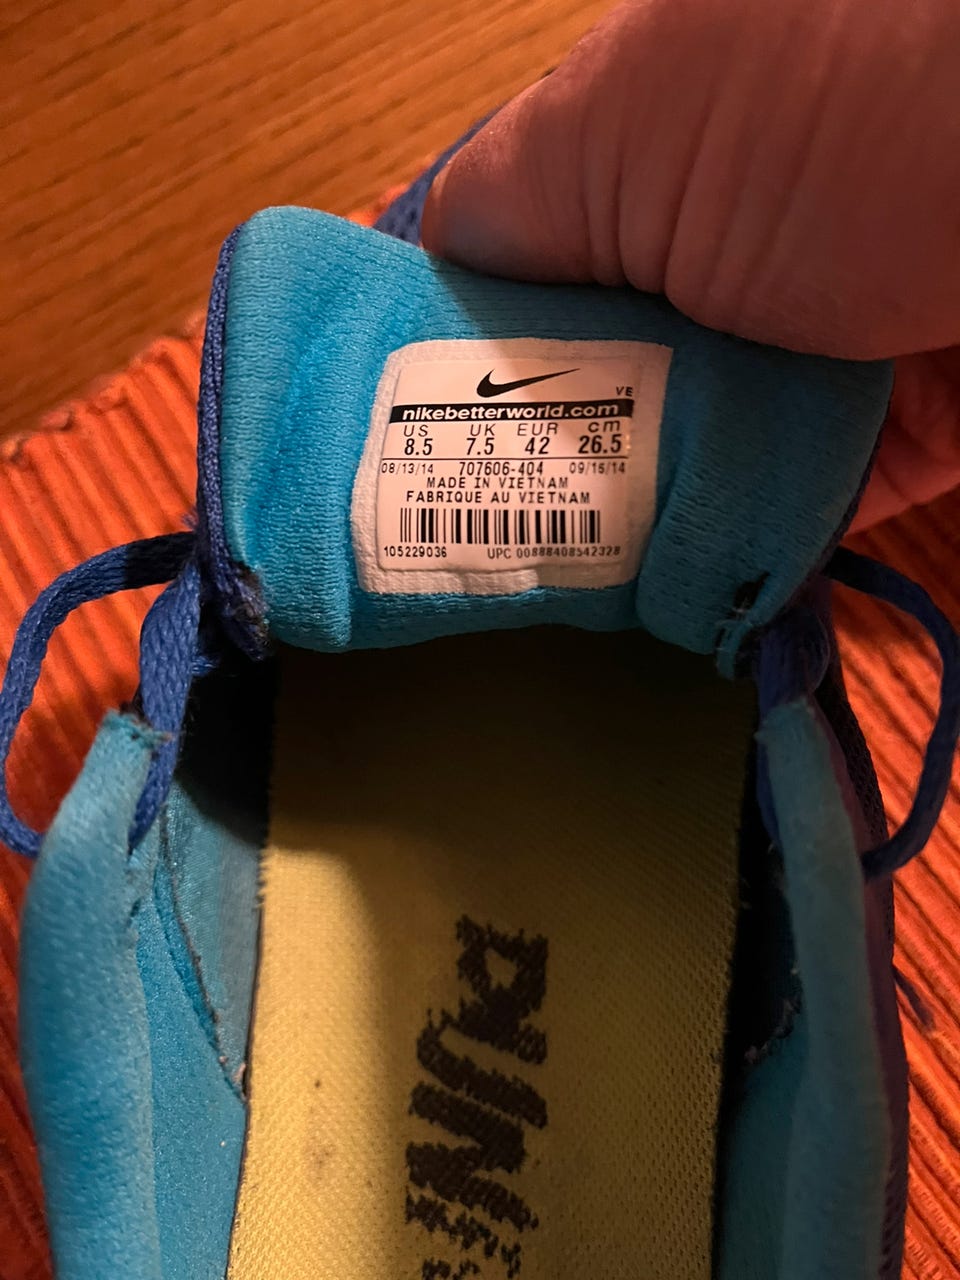 VE
nikebetterworld.com
US UK EUR cm
8.5 7.5 42 26.5
08/13/14 707606-404 09/15/14
MADE IN VIETNAM
FABRIQUE AU VIETNAM
105229036 UPC 00888408542328